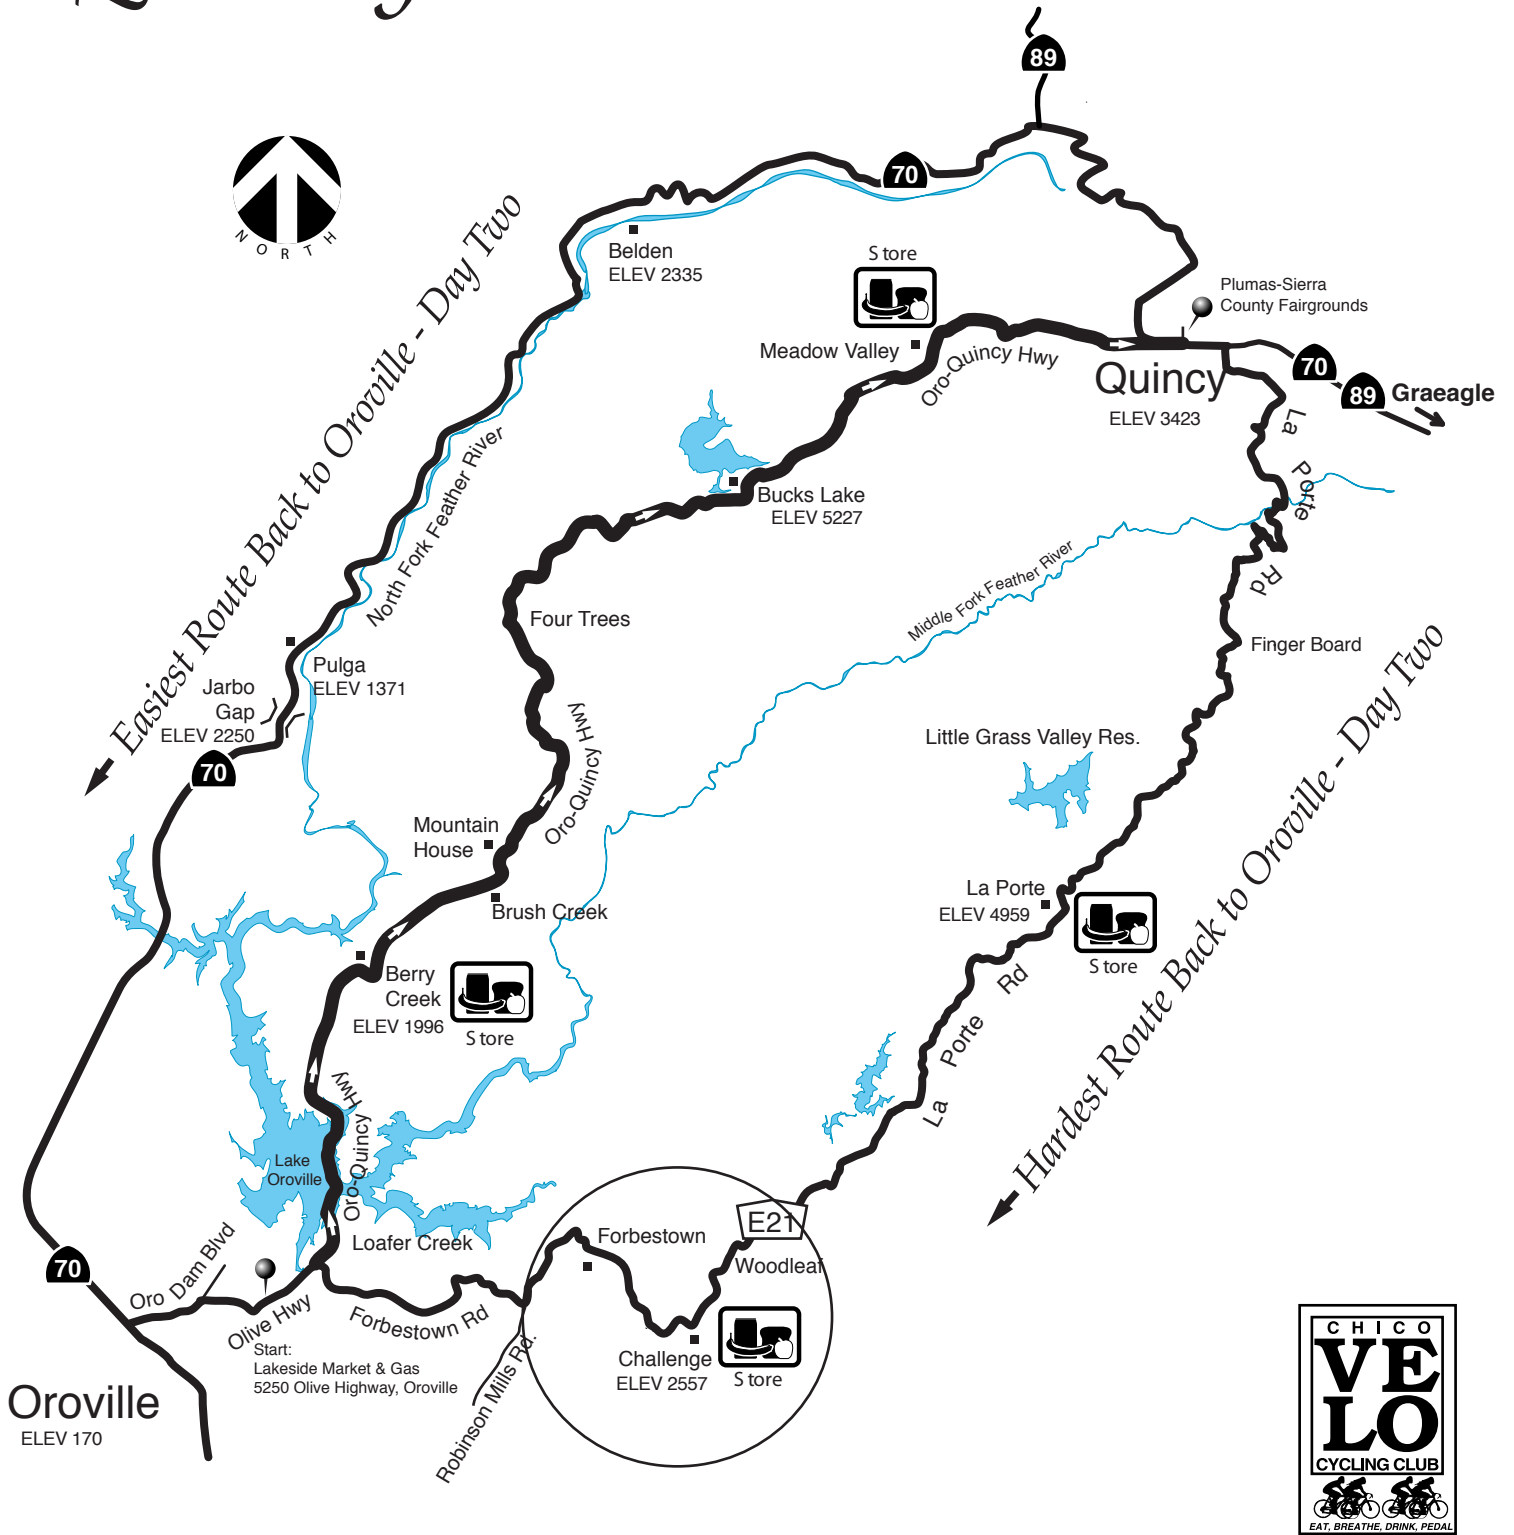 89
70
NORTH
Easiest Route Back to Oroville - Day Two
Belden
ELEV 2335
S tore
Plumas-Sierra
County Fairgrounds
Meadow Valley
Oro-Quincy Hwy
Quincy
ELEV 3423
70
89
Graeagle
La Porte Rd
North Fork Feather River
Bucks Lake
ELEV 5227
Middle Fork Feather River
Four Trees
Finger Board
Pulga
ELEV 1371
Jarbo
Gap
ELEV 2250
70
Oro-Quincy Hwy
Little Grass Valley Res.
Hardest Route Back to Oroville - Day Two
Mountain
House
Brush Creek
La Porte
ELEV 4959
S tore
Berry
Creek
ELEV 1996
S tore
La Porte Rd
Oro-Quincy Hwy
Lake
Oroville
Loafer Creek
Forbestown
E21
Woodleaf
70
Oro Dam Blvd
Olive Hwy
Forbestown Rd
Start:
Lakeside Market & Gas
5250 Olive Highway, Oroville
Robinson Mills Rd.
Challenge
ELEV 2557
S tore
Oroville
ELEV 170
CHICO
VE
LO
CYCLING CLUB
EAT, BREATHE, DRINK, PEDAL